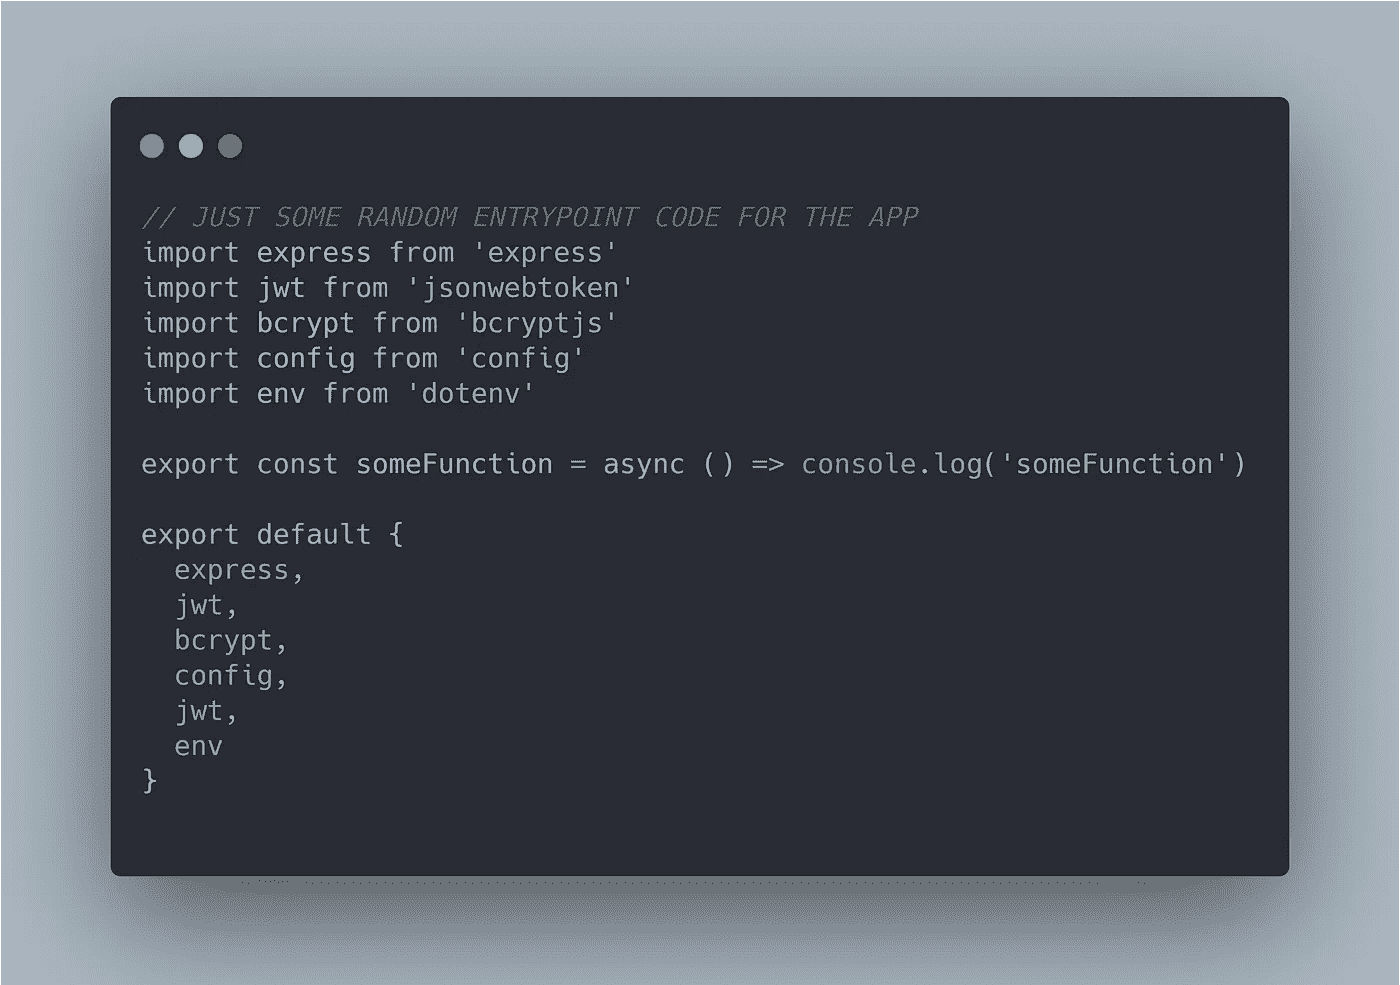 // JUST SOME RANDOM ENTRYPOINT CODE FOR THE APP
import express from 'express'
import jwt from 'jsonwebtoken'
import bcrypt from 'bcryptjs'
import config from 'config'
import env from 'dotenv'

export const someFunction = async () => console.log('someFunction')

export default {
  express,
  jwt,
  bcrypt,
  config,
  jwt,
  env
}